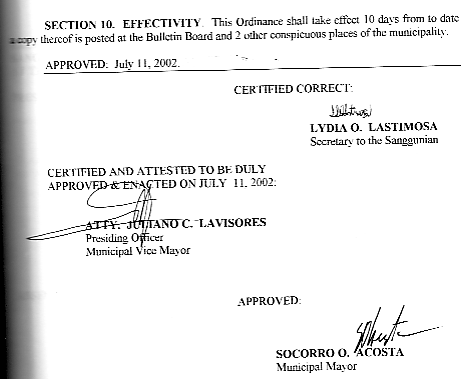 SECTION 10. EFFECTIVITY. This Ordinance shall take effect 10 days from to date
a copy thereof is posted at the Bulletin Board and 2 other conspicuous places of the municipality.
APPROVED: July 11, 2002.
CERTIFIED CORRECT:
LYDIA O. LASTIMOSA
Secretary to the Sanggunian
CERTIFIED AND ATTESTED TO BE DULY
APPROVED & ENACTED ON JULY 11, 2002:
ATTY. JULIANO C. LAVISORES
Presiding Officer
Municipal Vice Mayor
APPROVED:
SOCORRO O. ACOSTA
Municipal Mayor